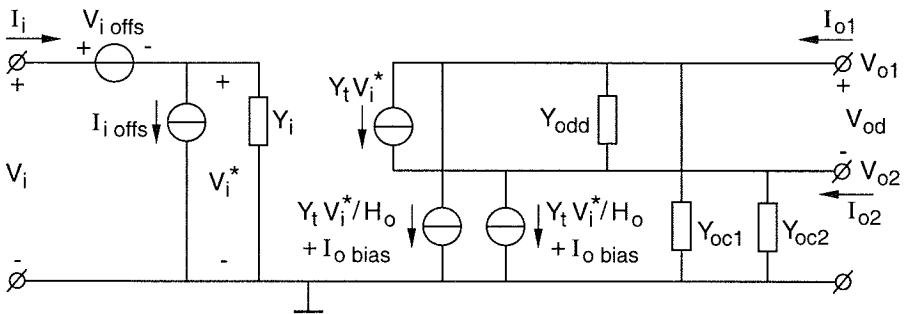 I_i
V_i offs
+ -
I_o1
V_o1
+
+
+
Y_t V_i^*
Y_odd
V_od
I_i offs
Y_i
-
V_o2
V_i
V_i^*
I_o2
Y_t V_i^*/H_o
+ I_o bias
Y_t V_i^*/H_o
+ I_o bias
Y_oc1
Y_oc2
-
-